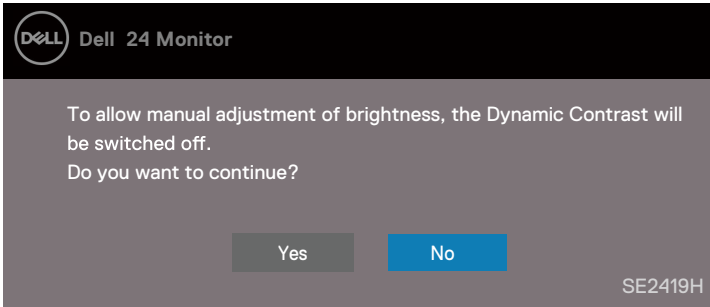 DELL
Dell 24 Monitor
To allow manual adjustment of brightness, the Dynamic Contrast will
be switched off.
Do you want to continue?
Yes No
SE2419H